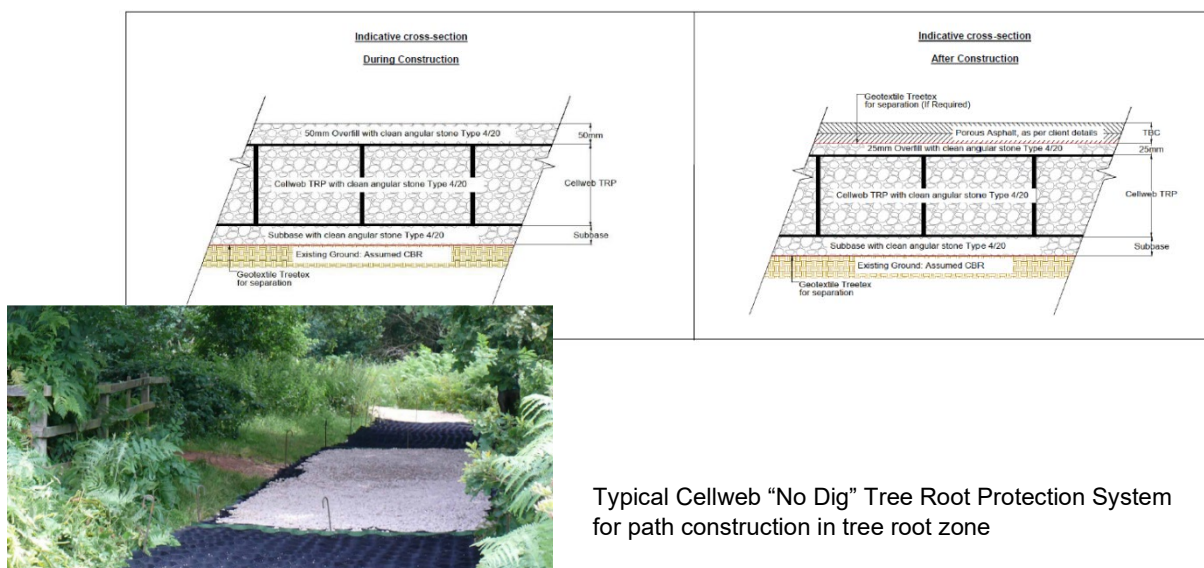 Indicative cross-section
During Construction
50mm Overfill with clean angular stone Type 4/20
50mm
Cellweb TRP with clean angular stone Type 4/20
Cellweb TRP
Subbase with clean angular stone Type 4/20
Subbase
Existing Ground: Assumed CBR
Geotextile Treetex
for separation
Indicative cross-section
After Construction
Geotextile Treetex
for separation (If Required)
Porous Asphalt, as per client details
TBC
25mm Overfill with clean angular stone Type 4/20
25mm
Cellweb TRP with clean angular stone Type 4/20
Cellweb TRP
Subbase with clean angular stone Type 4/20
Subbase
Existing Ground: Assumed CBR
Geotextile Treetex
for separation
Typical Cellweb “No Dig” Tree Root Protection System
for path construction in tree root zone